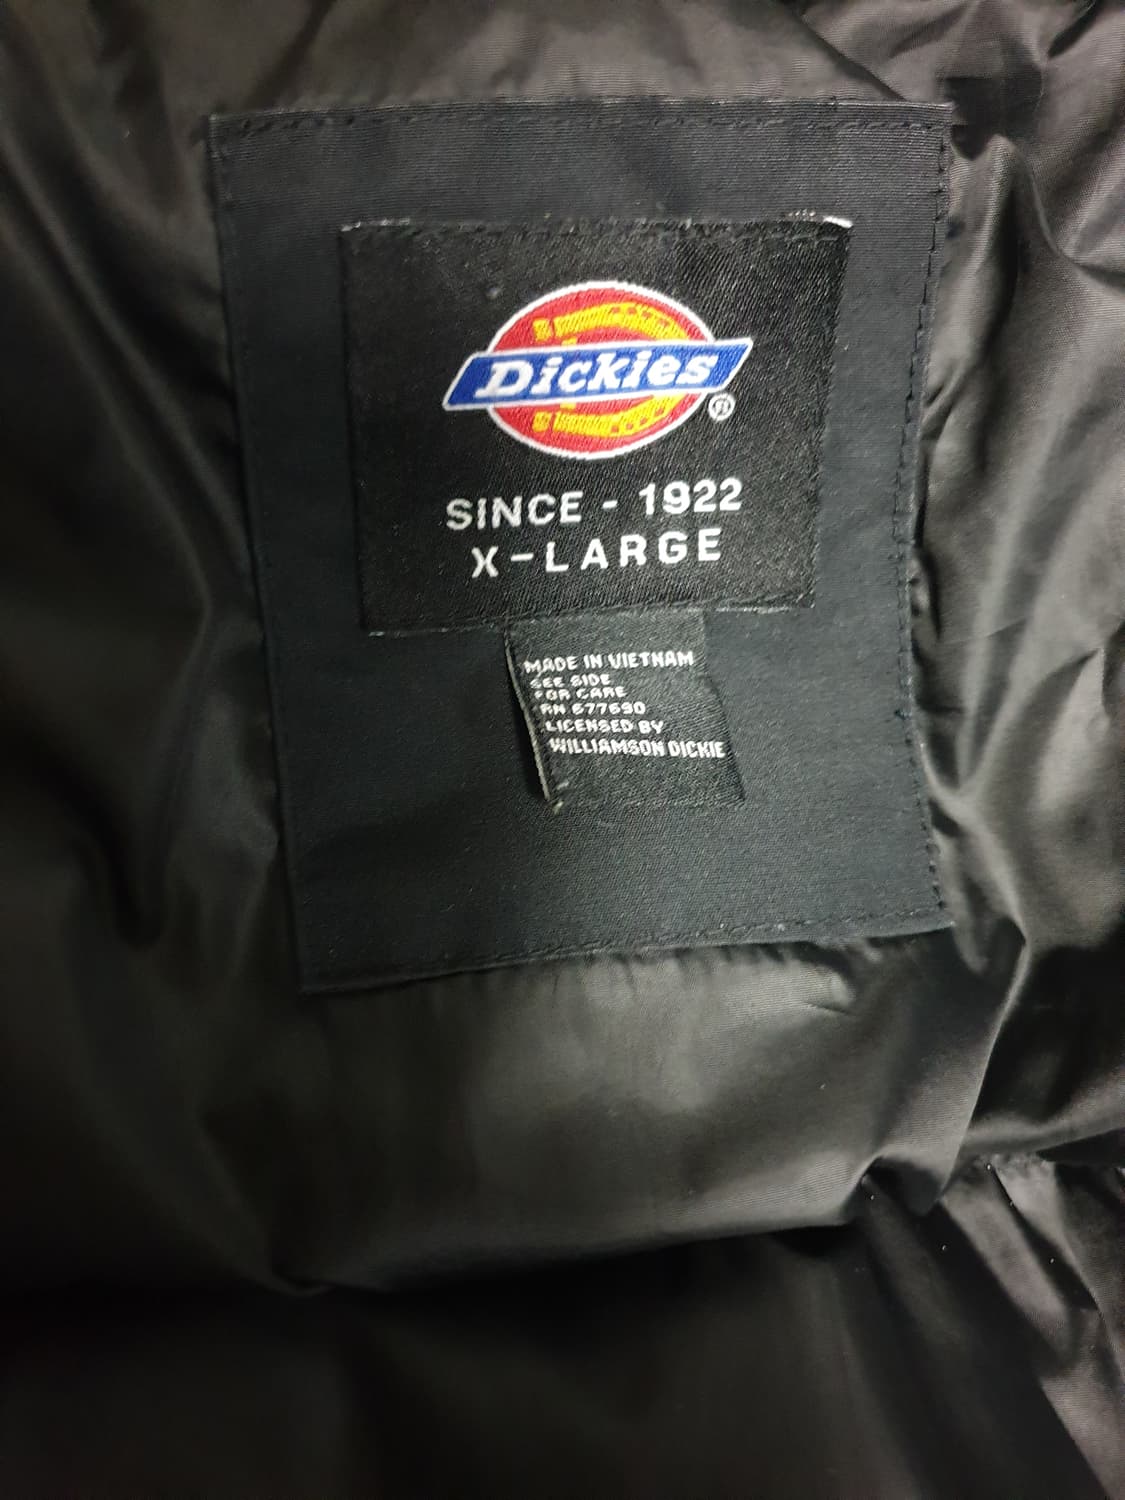 Dickies®
SINCE - 1922
X-LARGE
MADE IN VIETNAM
SEE SIDE
FOR CARE
RN 677690
LICENSED BY
WILLIAMSON DICKIE